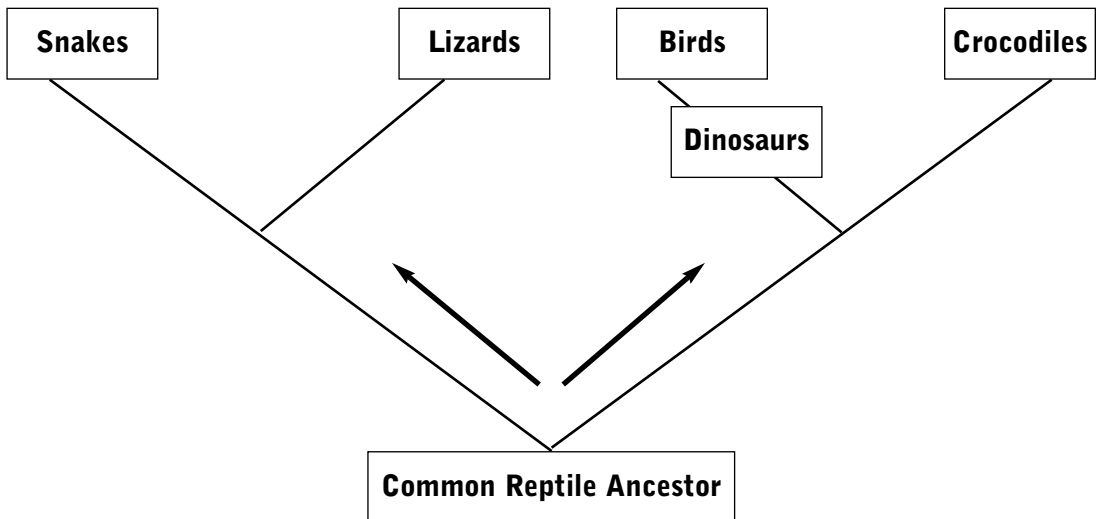 Snakes
Lizards
Birds
Crocodiles
Dinosaurs
Common Reptile Ancestor